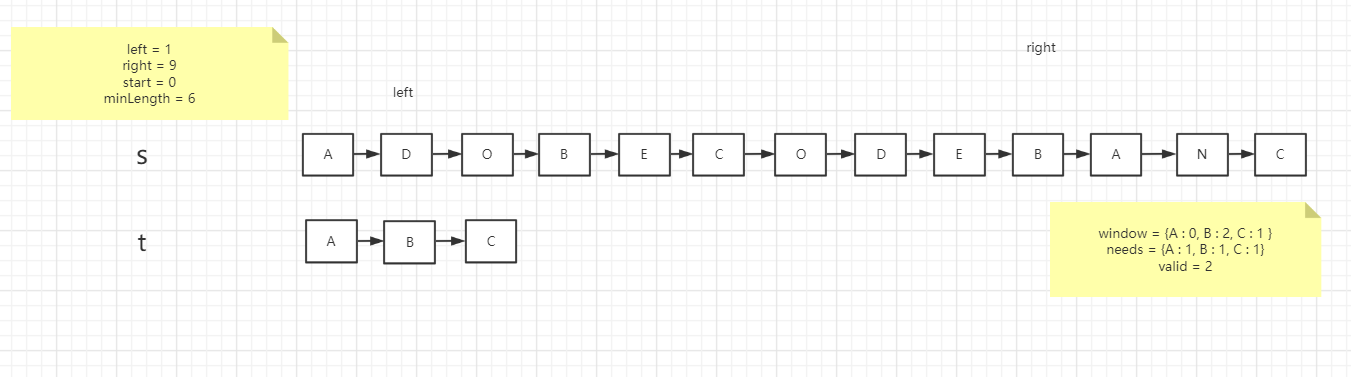 left = 1
right = 9
start = 0
minLength = 6
right
left
s
A D O B E C O D E B A N C
t
A B C
window = {A : 0, B : 2, C : 1 }
needs = {A : 1, B : 1, C : 1}
valid = 2